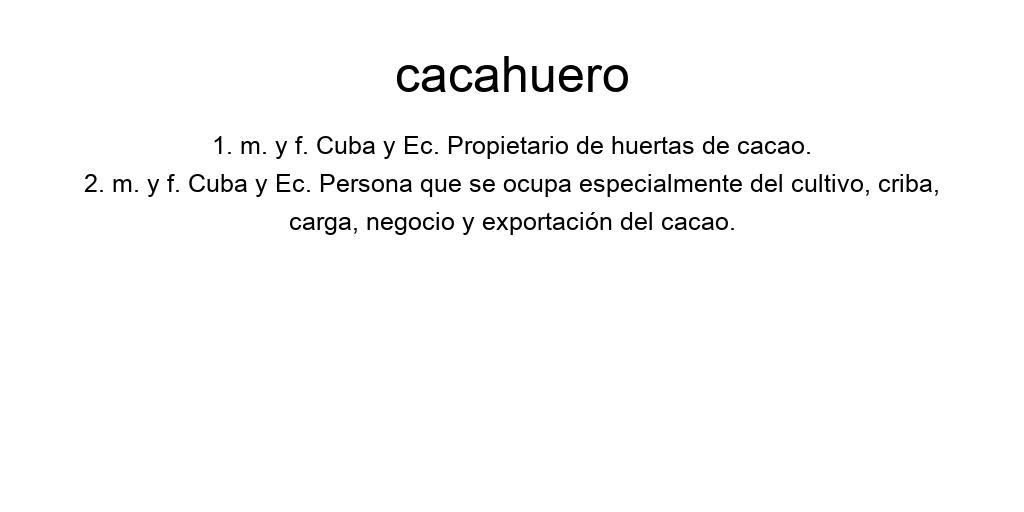 cacahuero
1. m. y f. Cuba y Ec. Propietario de huertas de cacao.
2. m. y f. Cuba y Ec. Persona que se ocupa especialmente del cultivo, criba,
carga, negocio y exportación del cacao.